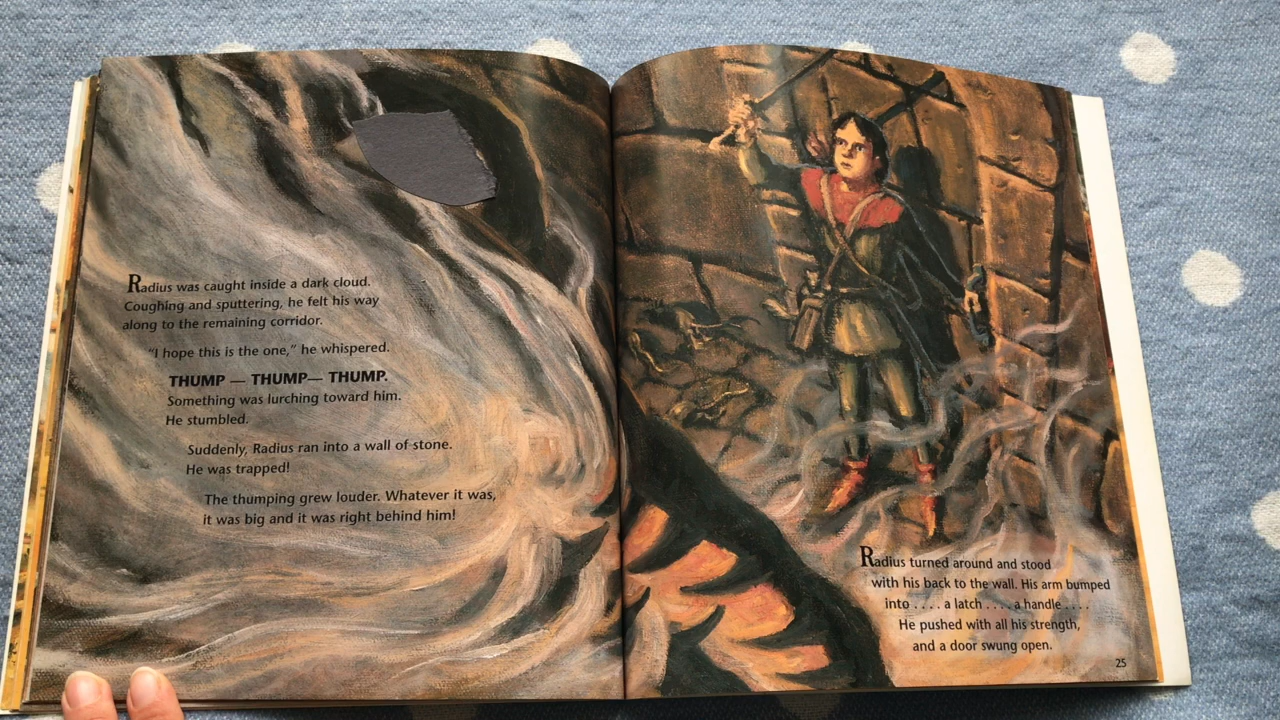 Radius was caught inside a dark cloud.
Coughing and sputtering, he felt his way
along to the remaining corridor.
"I hope this is the one," he whispered.
THUMP — THUMP— THUMP.
Something was lurching toward him.
He stumbled.
Suddenly, Radius ran into a wall of stone.
He was trapped!
The thumping grew louder. Whatever it was,
it was big and it was right behind him!
Radius turned around and stood
with his back to the wall. His arm bumped
into . . . . a latch . . . . a handle . . . .
He pushed with all his strength,
and a door swung open.
25